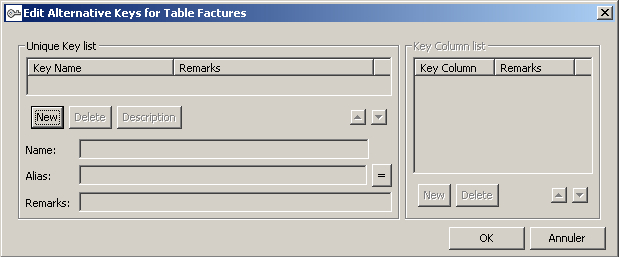 Edit Alternative Keys for Table Factures
Unique Key list
Key Name Remarks
New Delete Description
Name:
Alias: =
Remarks:
Key Column list
Key Column Remarks
New Delete
OK Annuler